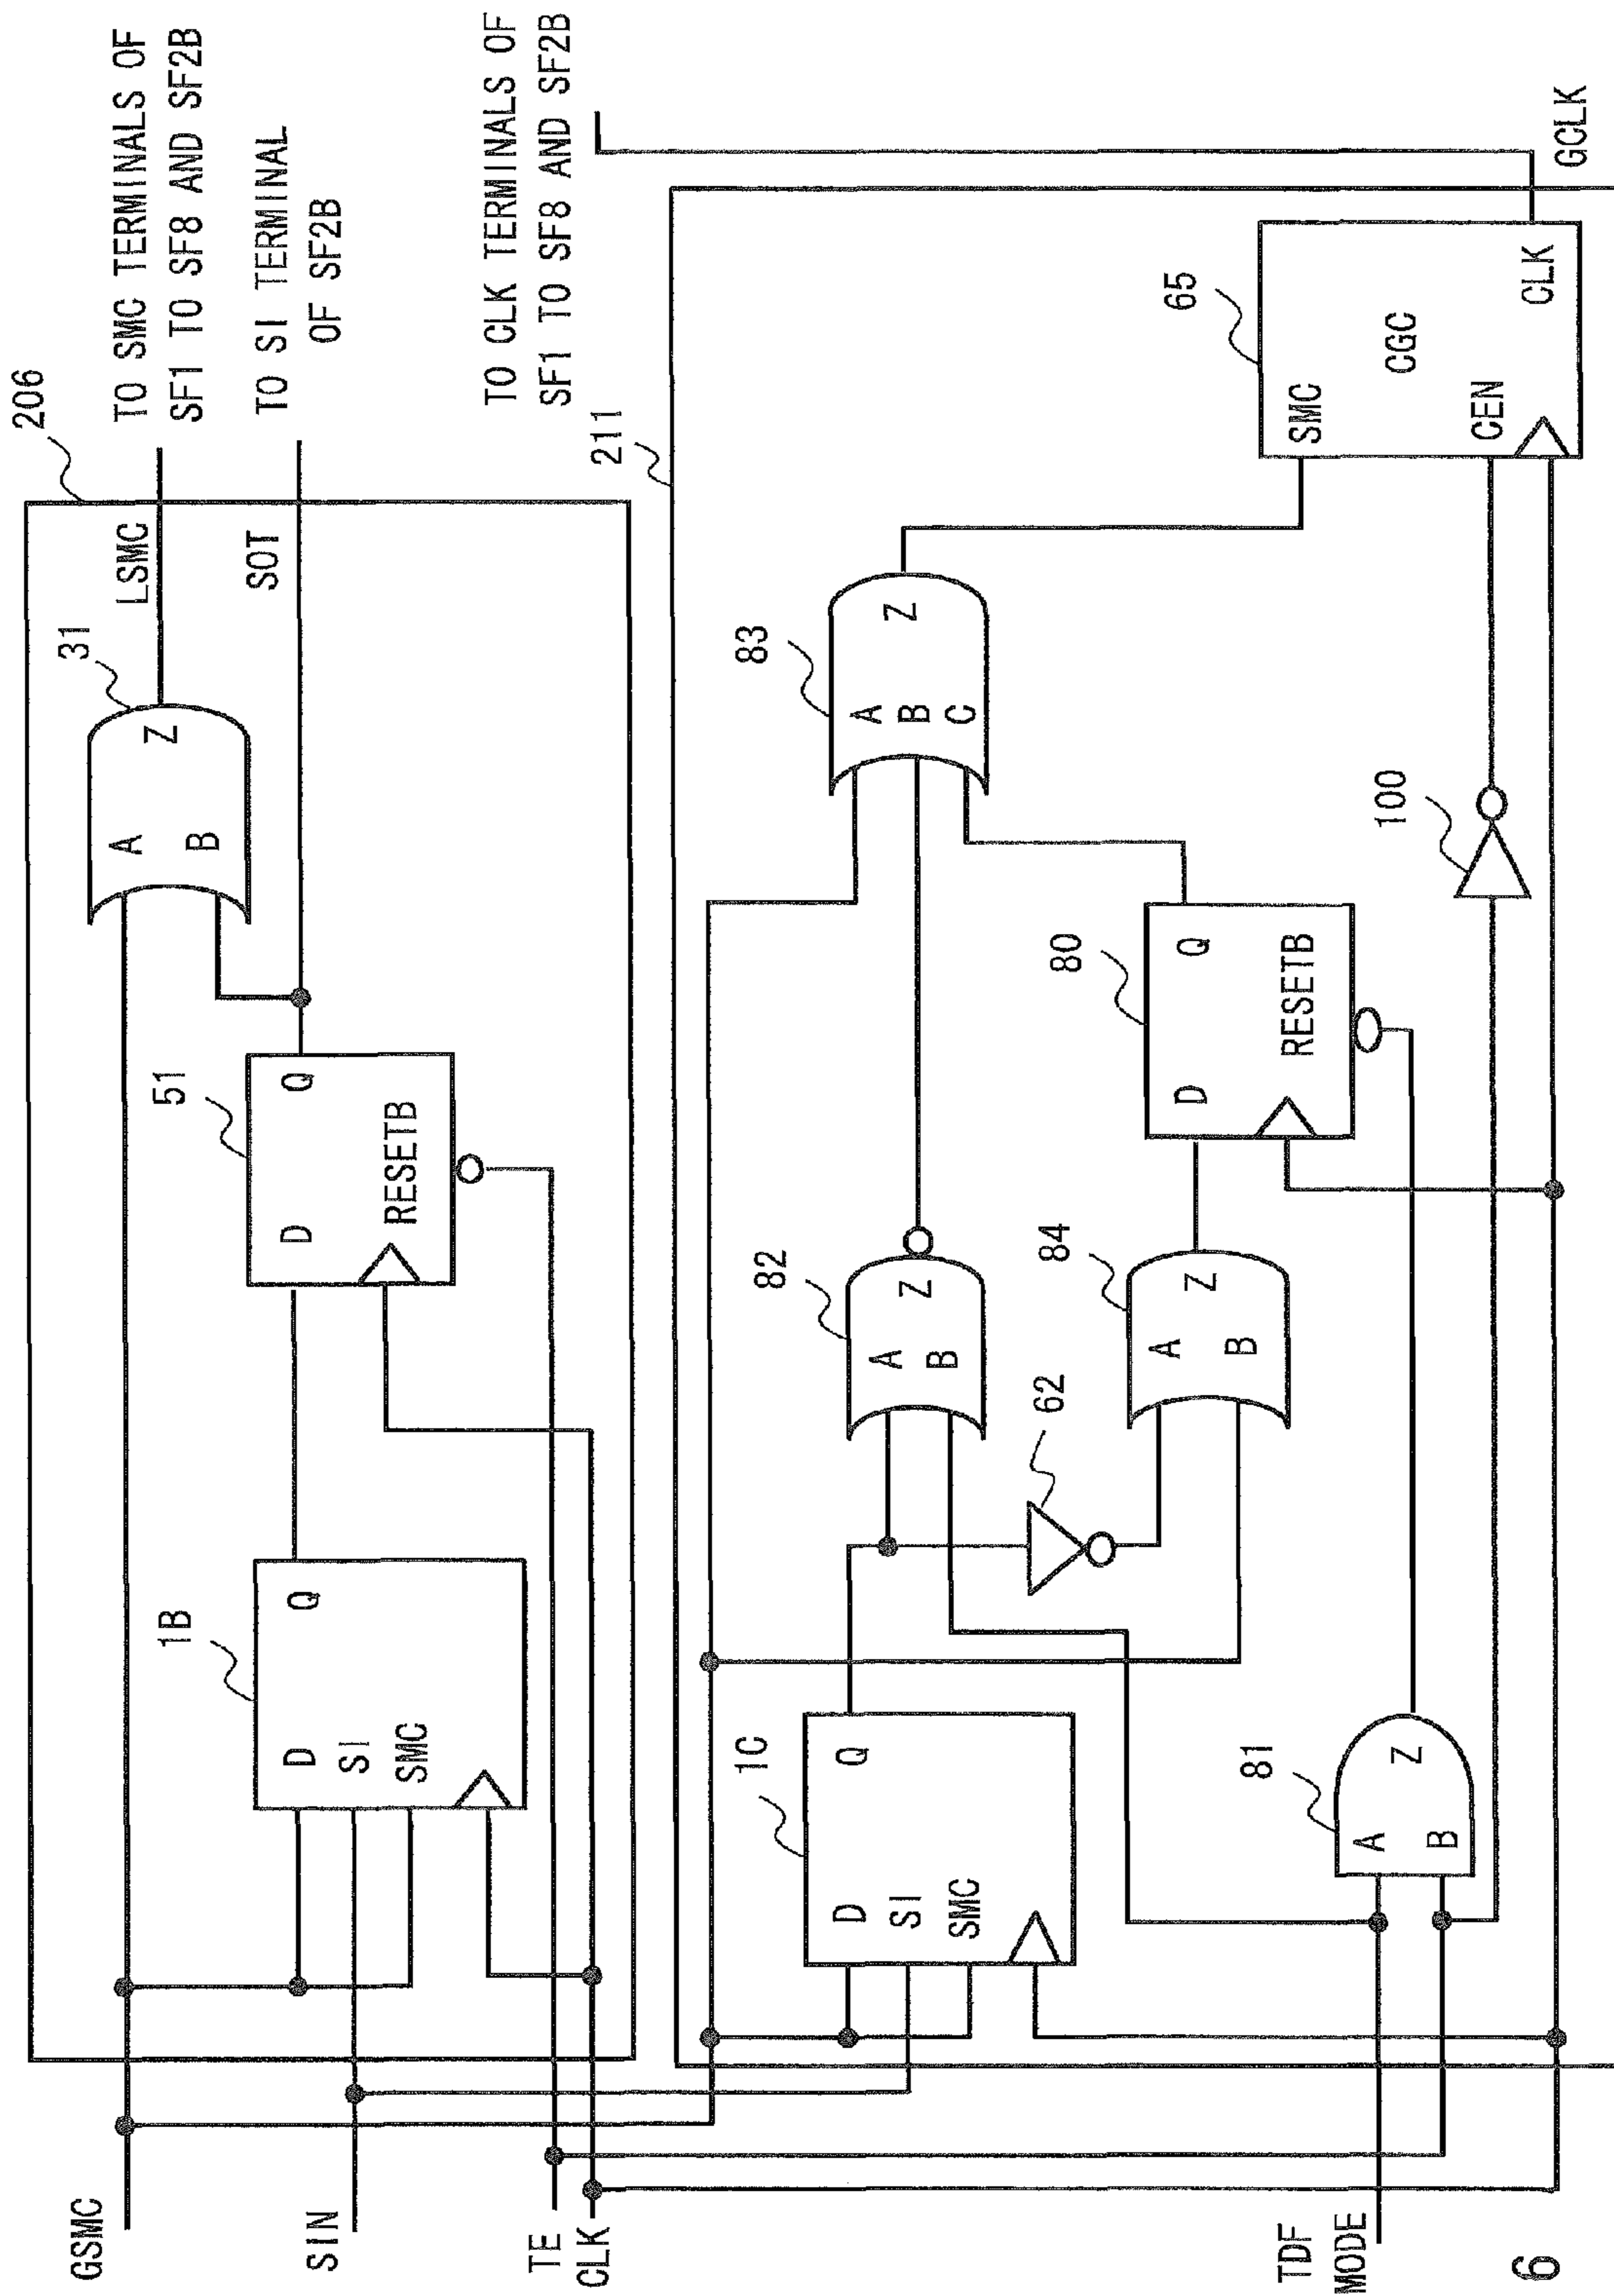 GSMC
SIN
TE
CLK
TDF
MODE
206
1B
D
SI
SMC
Q
51
D
Q
RESETB
31
A
B
Z
LSMC
SOT
TO SMC TERMINALS OF
SF1 TO SF8 AND SF2B
TO SI TERMINAL
OF SF2B
TO CLK TERMINALS OF
SF1 TO SF8 AND SF2B
211
1C
D
SI
SMC
Q
82
A
B
Z
62
84
A
B
Z
81
A
B
Z
80
D
Q
RESETB
83
A
B
C
Z
100
65
SMC
CGC
CEN
CLK
GCLK
6